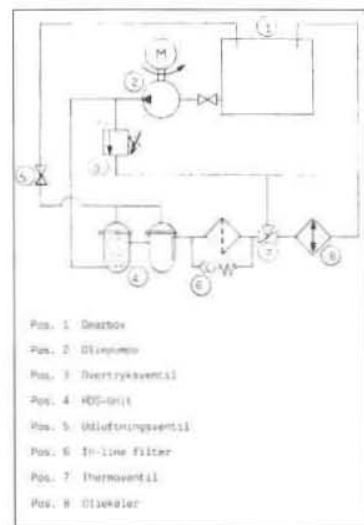 1
M
2
3
5
4
6
7
8
Pos. 1 Gearbox
Pos. 2 Oliepumpe
Pos. 3 Overtryksventil
Pos. 4 HDS-Unit
Pos. 5 Udluftningsventil
Pos. 6 In-line filter
Pos. 7 Thermoventil
Pos. 8 Oliekøler